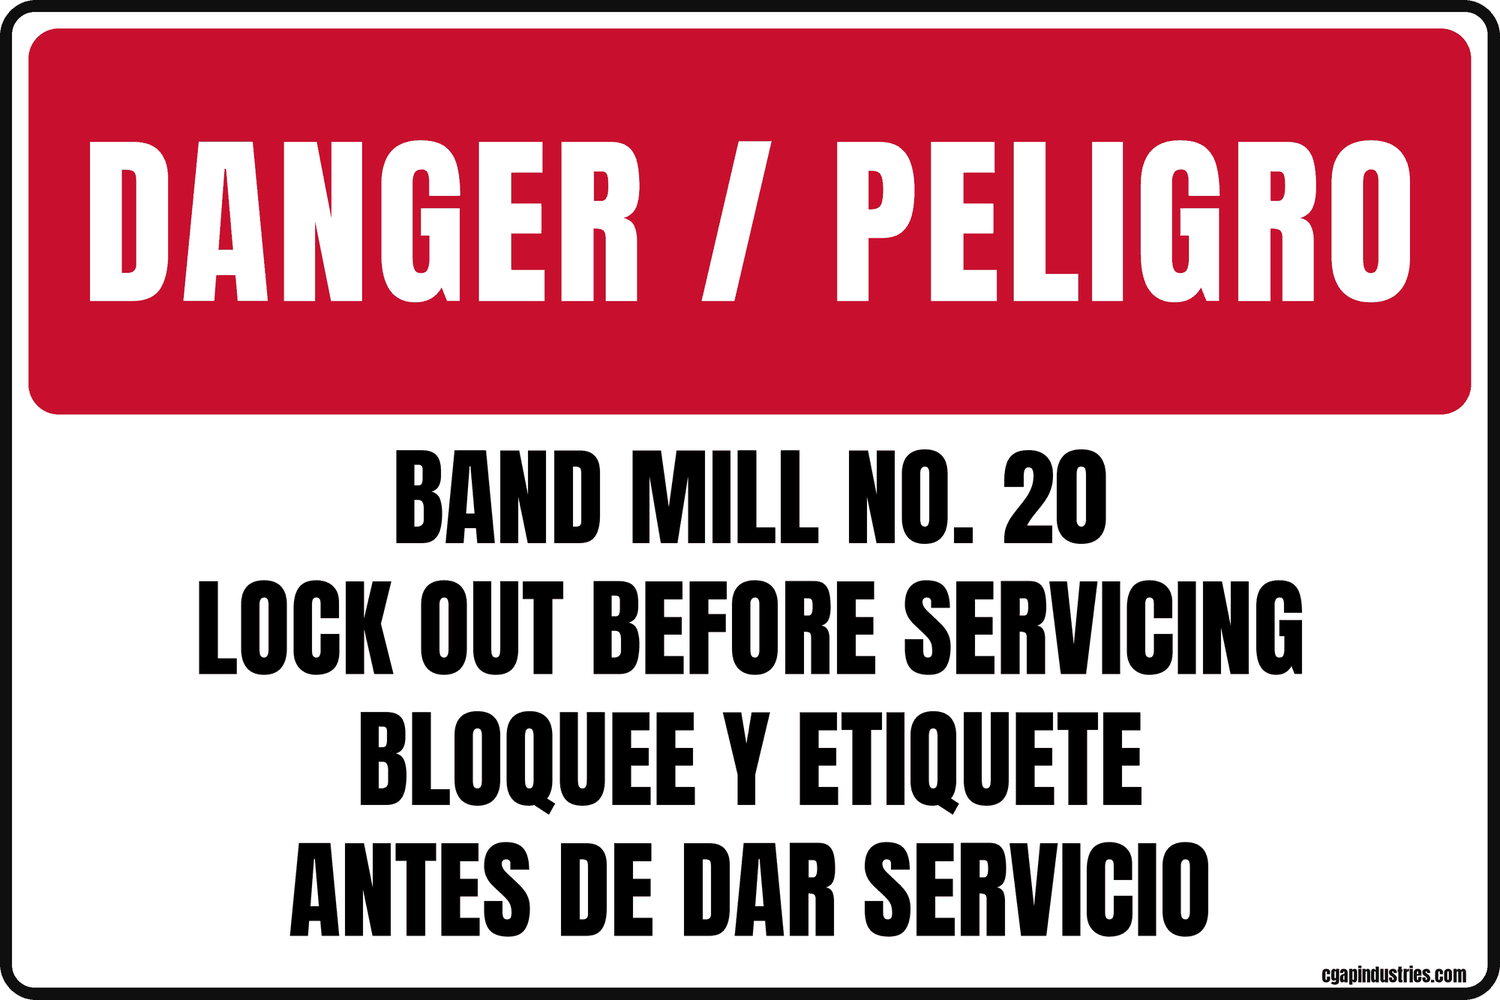 DANGER / PELIGRO
BAND MILL NO. 20
LOCK OUT BEFORE SERVICING
BLOQUEE Y ETIQUETE
ANTES DE DAR SERVICIO
cgapindustries.com